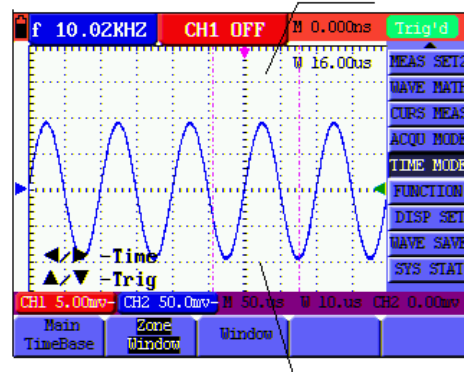 f 10.02KHZ CH1 OFF M 0.000ns Trig'd
W 16.00us
MEAS SET2
WAVE MATH
CURS MEAS
ACQU MODE
TIME MODE
FUNCTION
DISP SET
WAVE SAVE
SYS STAT
◀/▶ -Time
▲/▼ -Trig
CH1 5.00mv- CH2 50.0mv- M 50.us W 10.us CH2 0.00mv
Main TimeBase
Zone Window
Window